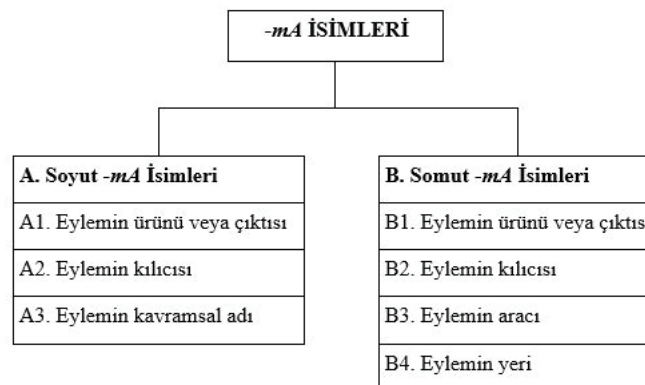 -mA İSİMLERİ
A. Soyut -mA İsimleri
A1. Eylemin ürünü veya çıktısı
A2. Eylemin kılıcısı
A3. Eylemin kavramsal adı
B. Somut -mA İsimleri
B1. Eylemin ürünü veya çıktıs
B2. Eylemin kılıcısı
B3. Eylemin aracı
B4. Eylemin yeri